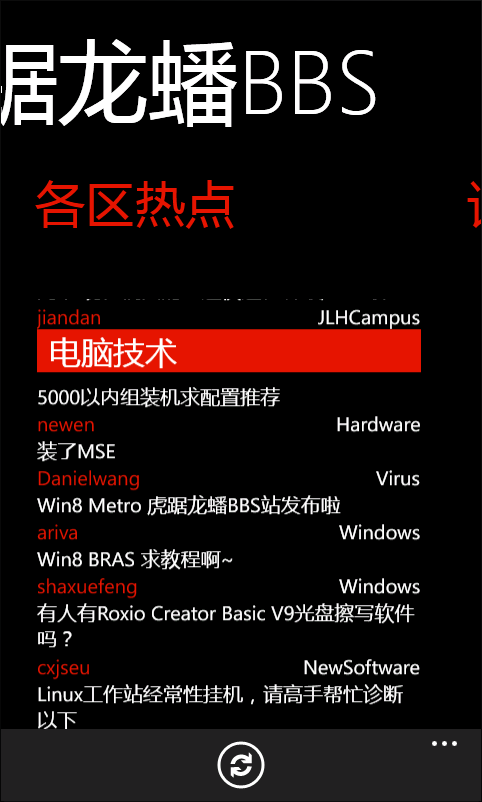 踞龙蟠BBS
各区热点
jiandan JLHCampus
电脑技术
5000以内组装机求配置推荐
newen Hardware
装了MSE
Danielwang Virus
Win8 Metro 虎踞龙蟠BBS站发布啦
ariva Windows
Win8 BRAS 求教程啊~
shaxuefeng Windows
有人有Roxio Creator Basic V9光盘擦写软件
吗？
cxjseu NewSoftware
Linux工作站经常性挂机，请高手帮忙诊断
以下